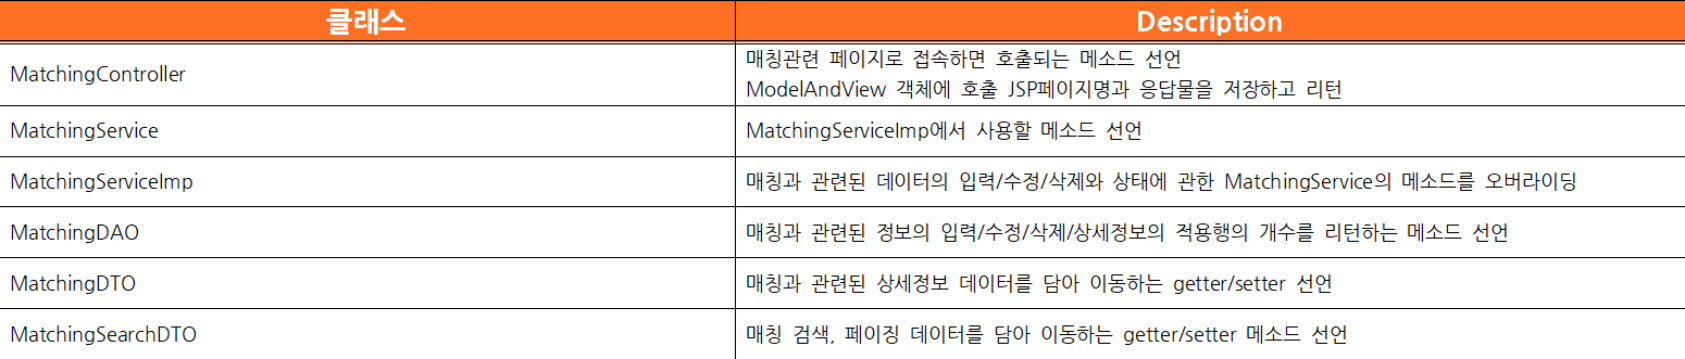 클래스 Description
MatchingController 매칭관련 페이지로 접속하면 호출되는 메소드 선언
ModelAndView 객체에 호출 JSP페이지명과 응답물을 저장하고 리턴
MatchingService MatchingServiceImp에서 사용할 메소드 선언
MatchingServiceImp 매칭과 관련된 데이터의 입력/수정/삭제와 상태에 관한 MatchingService의 메소드를 오버라이딩
MatchingDAO 매칭과 관련된 정보의 입력/수정/삭제/상세정보의 적용행의 개수를 리턴하는 메소드 선언
MatchingDTO 매칭과 관련된 상세정보 데이터를 담아 이동하는 getter/setter 선언
MatchingSearchDTO 매칭 검색, 페이징 데이터를 담아 이동하는 getter/setter 메소드 선언